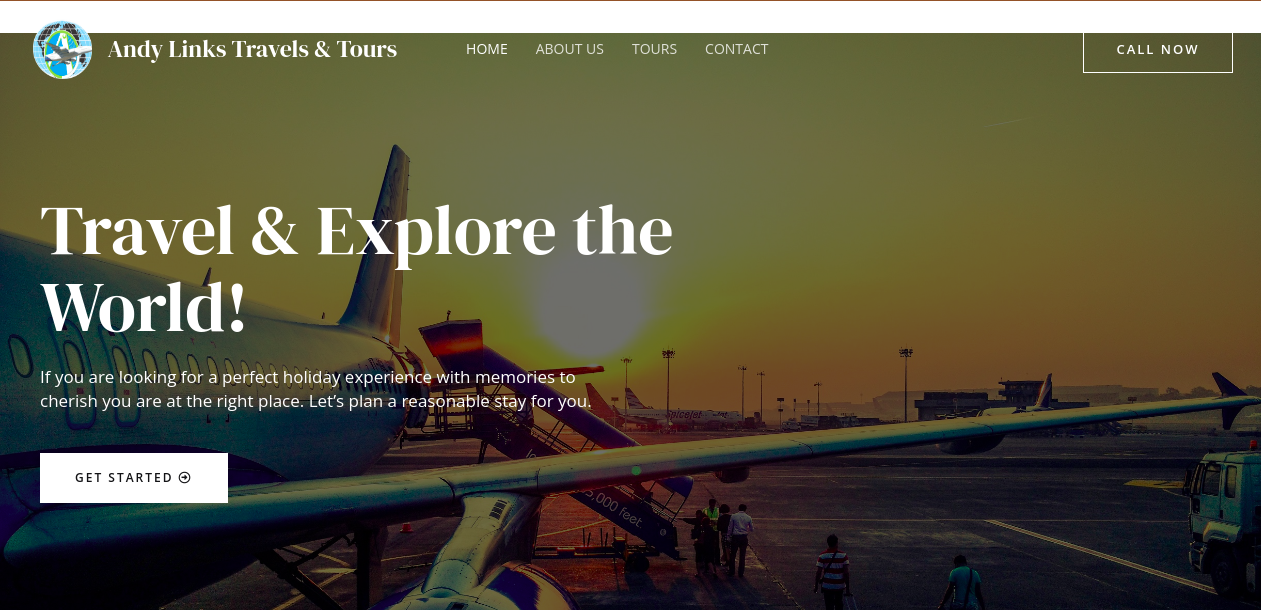 Andy Links Travels & Tours
HOME ABOUT US TOURS CONTACT
CALL NOW
Travel & Explore the
World!
If you are looking for a perfect holiday experience with memories to
cherish you are at the right place. Let’s plan a reasonable stay for you.
GET STARTED
spicejet
5,000 feet.